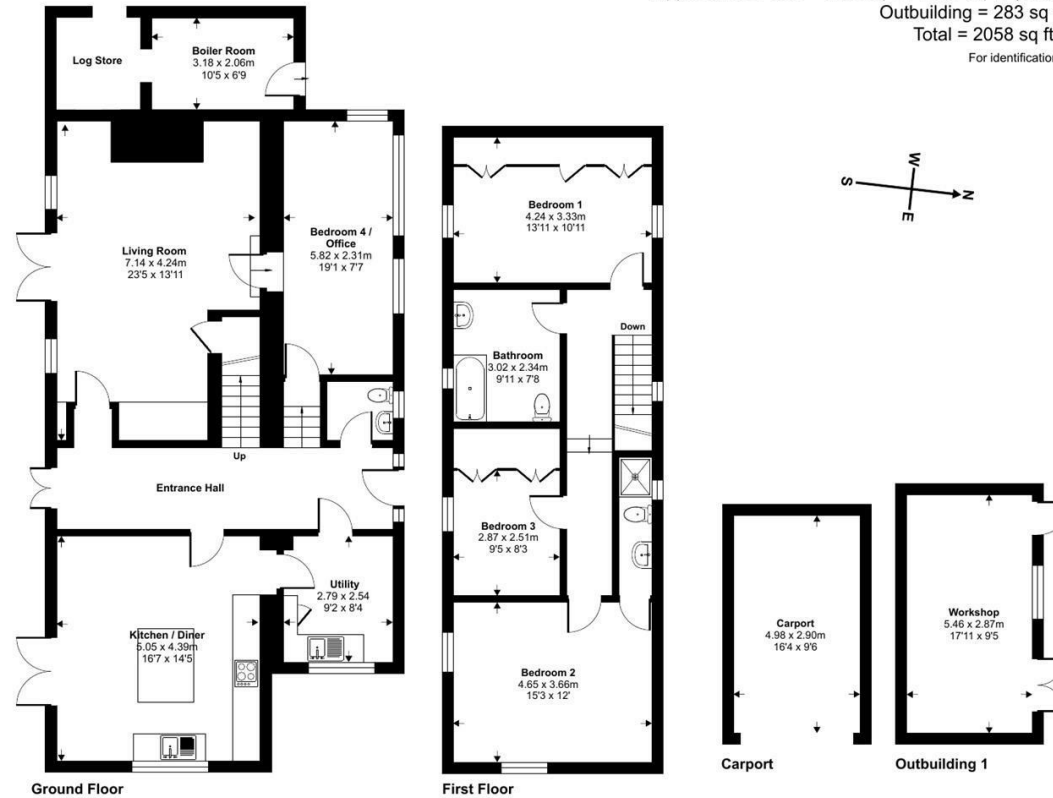 Outbuilding = 283 sq
Total = 2058 sq ft
For identification
Log Store
Boiler Room
3.18 x 2.06m
10'5 x 6'9
Living Room
7.14 x 4.24m
23'5 x 13'11
Bedroom 4 /
Office
5.82 x 2.31m
19'1 x 7'7
Up
Entrance Hall
Kitchen / Diner
5.05 x 4.39m
16'7 x 14'5
Utility
2.79 x 2.54
9'2 x 8'4
Ground Floor
Bedroom 1
4.24 x 3.33m
13'11 x 10'11
Bathroom
3.02 x 2.34m
9'11 x 7'8
Down
Bedroom 3
2.87 x 2.51m
9'5 x 8'3
Bedroom 2
4.65 x 3.66m
15'3 x 12'
First Floor
W
S
N
E
Carport
4.98 x 2.90m
16'4 x 9'6
Carport
Workshop
5.46 x 2.87m
17'11 x 9'5
Outbuilding 1